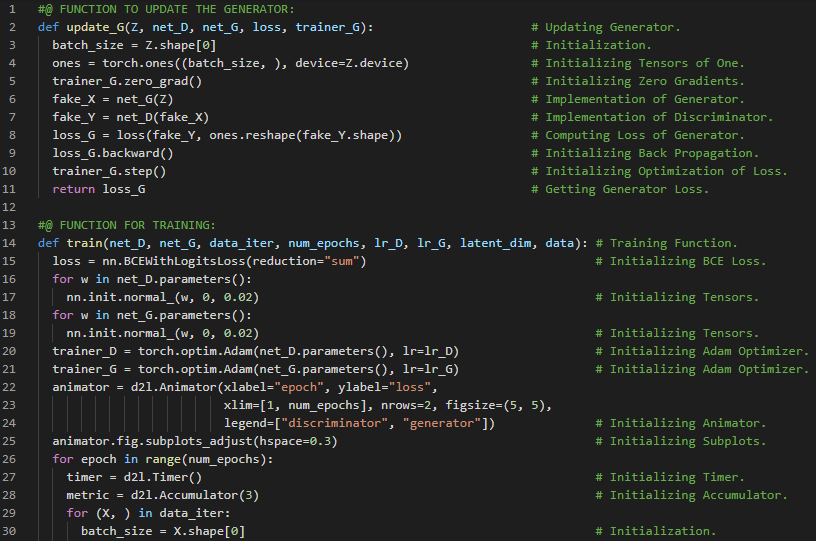 1 #@ FUNCTION TO UPDATE THE GENERATOR:
2 def update_G(Z, net_D, net_G, loss, trainer_G): # Updating Generator.
3 batch_size = Z.shape[0] # Initialization.
4 ones = torch.ones((batch_size, ), device=Z.device) # Initializing Tensors of One.
5 trainer_G.zero_grad() # Initializing Zero Gradients.
6 fake_X = net_G(Z) # Implementation of Generator.
7 fake_Y = net_D(fake_X) # Implementation of Discriminator.
8 loss_G = loss(fake_Y, ones.reshape(fake_Y.shape)) # Computing Loss of Generator.
9 loss_G.backward() # Initializing Back Propagation.
10 trainer_G.step() # Initializing Optimization of Loss.
11 return loss_G # Getting Generator Loss.
12
13 #@ FUNCTION FOR TRAINING:
14 def train(net_D, net_G, data_iter, num_epochs, lr_D, lr_G, latent_dim, data): # Training Function.
15 loss = nn.BCEWithLogitsLoss(reduction="sum") # Initializing BCE Loss.
16 for w in net_D.parameters():
17 nn.init.normal_(w, 0, 0.02) # Initializing Tensors.
18 for w in net_G.parameters():
19 nn.init.normal_(w, 0, 0.02) # Initializing Tensors.
20 trainer_D = torch.optim.Adam(net_D.parameters(), lr=lr_D) # Initializing Adam Optimizer.
21 trainer_G = torch.optim.Adam(net_G.parameters(), lr=lr_G) # Initializing Adam Optimizer.
22 animator = d2l.Animator(xlabel="epoch", ylabel="loss",
23 xlim=[1, num_epochs], nrows=2, figsize=(5, 5),
24 legend=["discriminator", "generator"]) # Initializing Animator.
25 animator.fig.subplots_adjust(hspace=0.3) # Initializing Subplots.
26 for epoch in range(num_epochs):
27 timer = d2l.Timer() # Initializing Timer.
28 metric = d2l.Accumulator(3) # Initializing Accumulator.
29 for (X, ) in data_iter:
30 batch_size = X.shape[0] # Initialization.